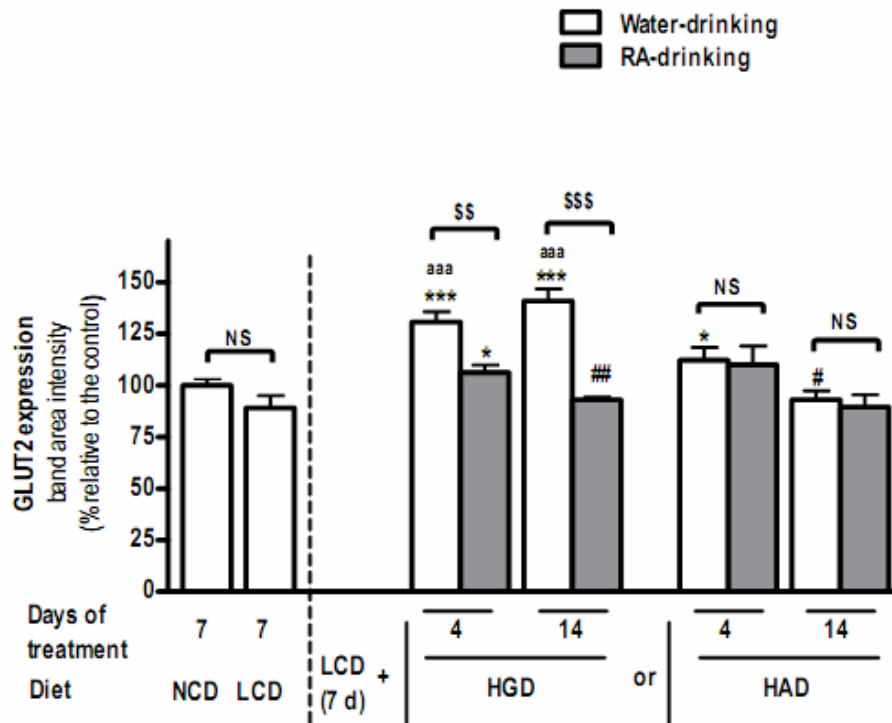 Water-drinking
RA-drinking
GLUT2 expression
band area intensity
(% relative to the control)
150
125
100
75
50
25
0
NS
$$
$$$
aaa
***
*
aaa
***
##
NS
*
NS
#
Days of treatment
7 7 4 14 4 14
Diet
NCD LCD
LCD (7 d) +
HGD
or
HAD